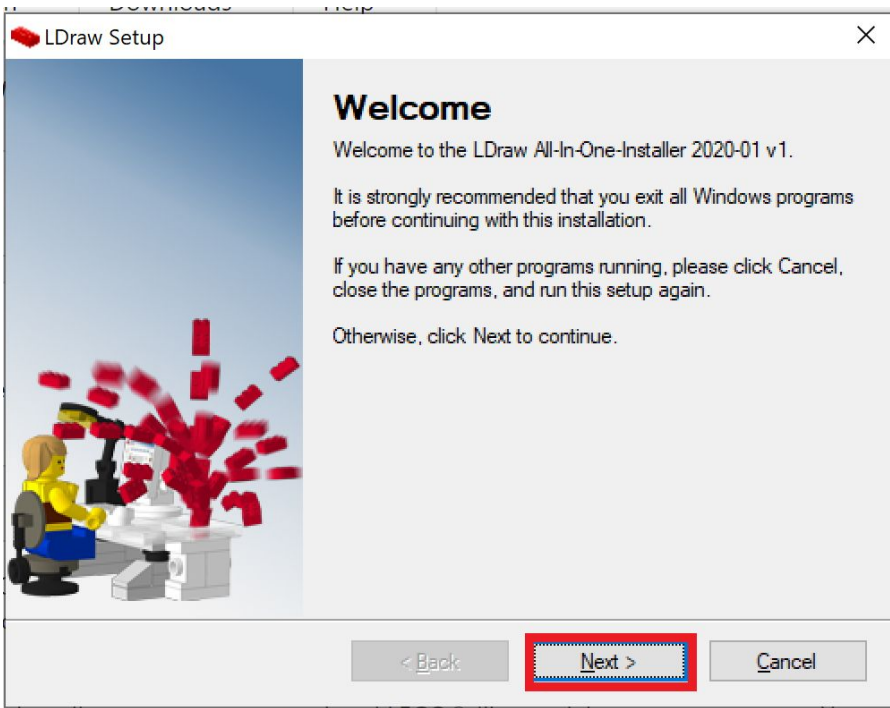 Downloads
Help
LDraw Setup
Welcome
Welcome to the LDraw All-In-One-Installer 2020-01 v1.
It is strongly recommended that you exit all Windows programs
before continuing with this installation.
If you have any other programs running, please click Cancel,
close the programs, and run this setup again.
Otherwise, click Next to continue.
< Back
Next >
Cancel